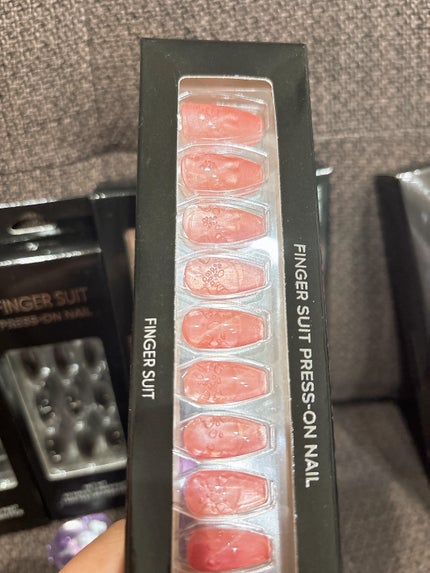 FINGER SUIT PRESS-ON NAIL
FINGER SUIT
FINGER SUIT
PRESS-ON NAIL